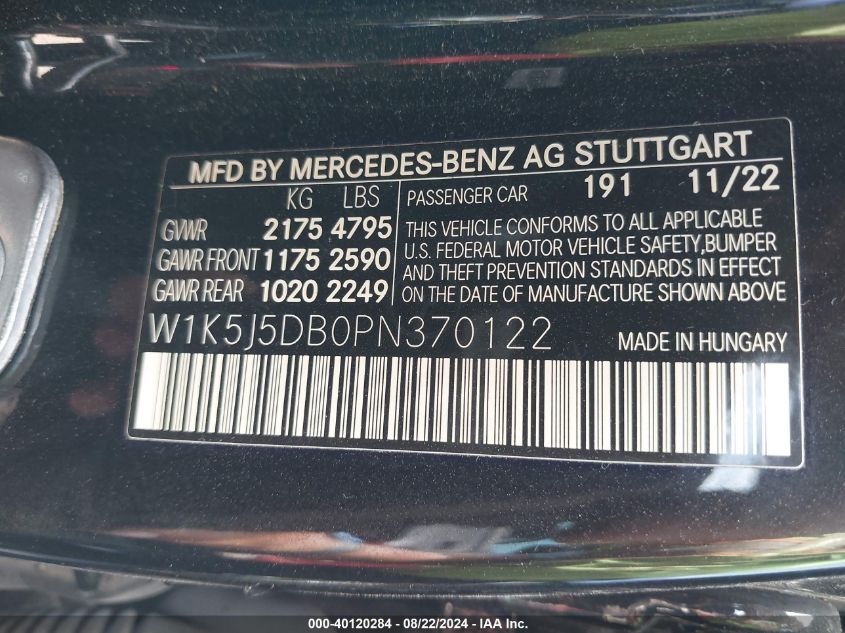 MFD BY MERCEDES-BENZ AG STUTTGART
KG LBS
GVWR 2175 4795
GAWR FRONT 1175 2590
GAWR REAR 1020 2249
PASSENGER CAR 191 11/22
THIS VEHICLE CONFORMS TO ALL APPLICABLE
U.S. FEDERAL MOTOR VEHICLE SAFETY,BUMPER
AND THEFT PREVENTION STANDARDS IN EFFECT
ON THE DATE OF MANUFACTURE SHOWN ABOVE
W1K5J5DB0PN370122
MADE IN HUNGARY
000-40120284 - 08/22/2024 - IAA Inc.